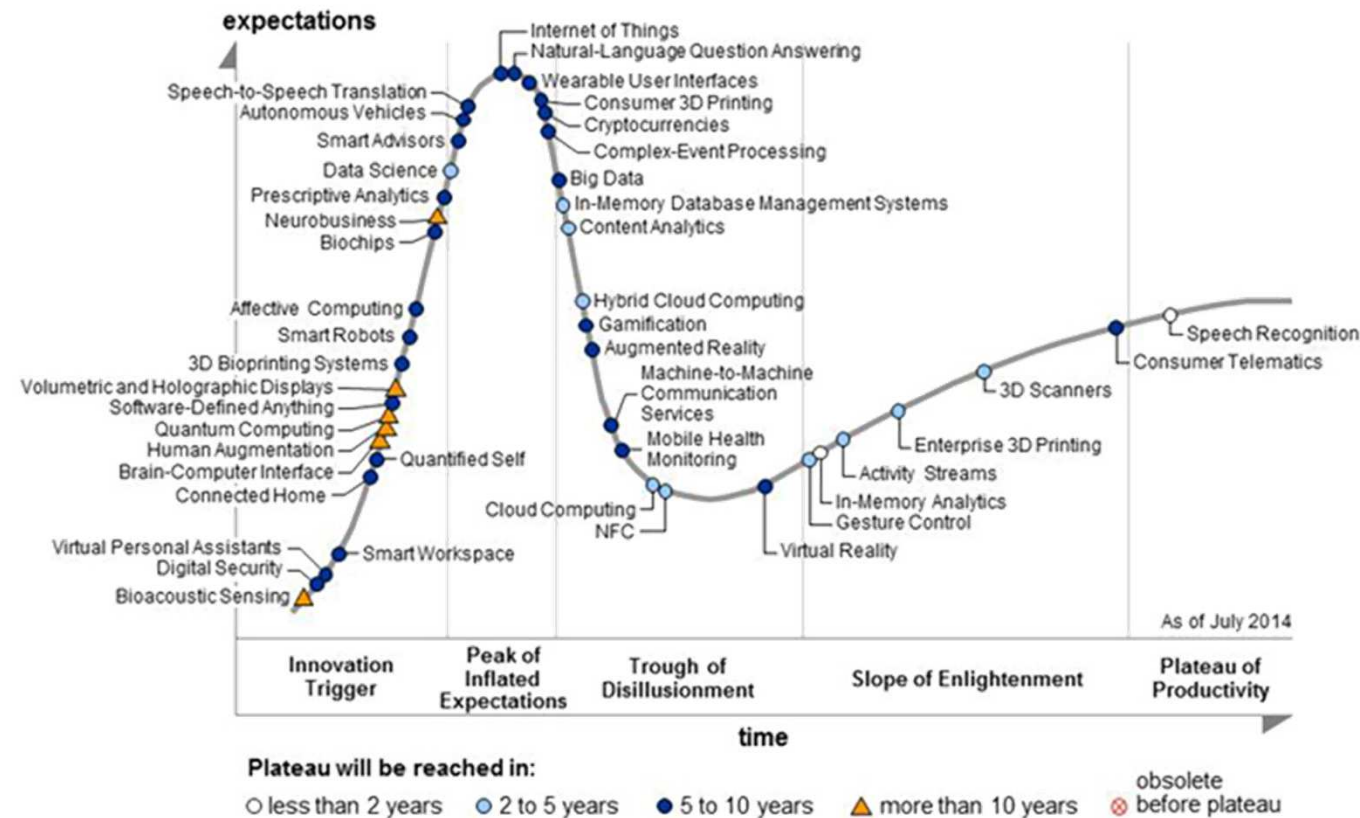 expectations
Internet of Things
Natural-Language Question Answering
Wearable User Interfaces
Speech-to-Speech Translation
Consumer 3D Printing
Autonomous Vehicles
Cryptocurrencies
Smart Advisors
Complex-Event Processing
Data Science
Big Data
Prescriptive Analytics
In-Memory Database Management Systems
Neurobusiness
Content Analytics
Biochips
Hybrid Cloud Computing
Affective Computing
Gamification
Smart Robots
Augmented Reality
3D Bioprinting Systems
Machine-to-Machine
Communication
Services
Volumetric and Holographic Displays
Software-Defined Anything
Quantum Computing
Human Augmentation
Brain-Computer Interface
Quantified Self
Connected Home
Mobile Health
Monitoring
Cloud Computing
NFC
Virtual Personal Assistants
Smart Workspace
Digital Security
Bioacoustic Sensing
Speech Recognition
Consumer Telematics
3D Scanners
Enterprise 3D Printing
Activity Streams
In-Memory Analytics
Gesture Control
Virtual Reality
As of July 2014
Innovation
Trigger
Peak of
Inflated
Expectations
Trough of
Disillusionment
Slope of Enlightenment
Plateau of
Productivity
time
Plateau will be reached in:
less than 2 years
2 to 5 years
5 to 10 years
more than 10 years
obsolete
before plateau